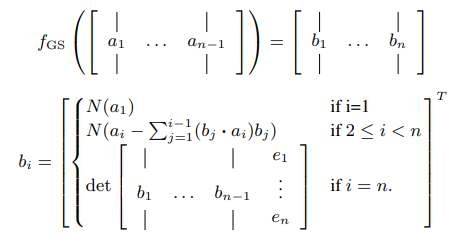 f_GS ( [ | | ; a_1 … a_{n−1} ; | | ] ) = [ | | ; b_1 … b_n ; | | ]
b_i = [ { N(a_1) if i=1
N(a_i − ∑_{j=1}^{i−1}(b_j · a_i)b_j) if 2 ≤ i < n
det [ | | e_1 ; b_1 … b_{n−1} ⋮ ; | | e_n ] if i = n. ]^T